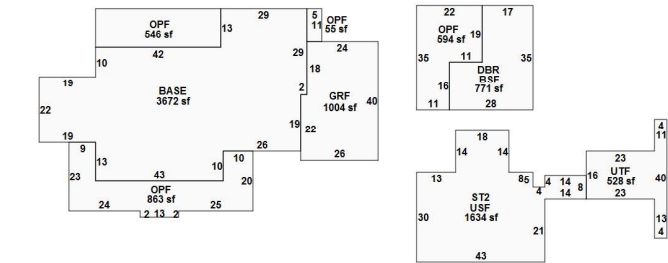 29
5
OPF
546 sf
13
11
OPF
55 sf
42
29
24
10
18
19
BASE
3672 sf
2
GRF
1004 sf
40
22
19
22
19
9
26
26
13
10
10
23
43
20
OPF
863 sf
24
25
2 13 2
22
17
OPF
594 sf
19
35
35
11
DBR
BSF
771 sf
16
11
28
18
14
14
13
8
5
4
4
14
14
8
ST2
USF
1634 sf
30
21
43
4
11
23
16
UTF
528 sf
40
23
13
4